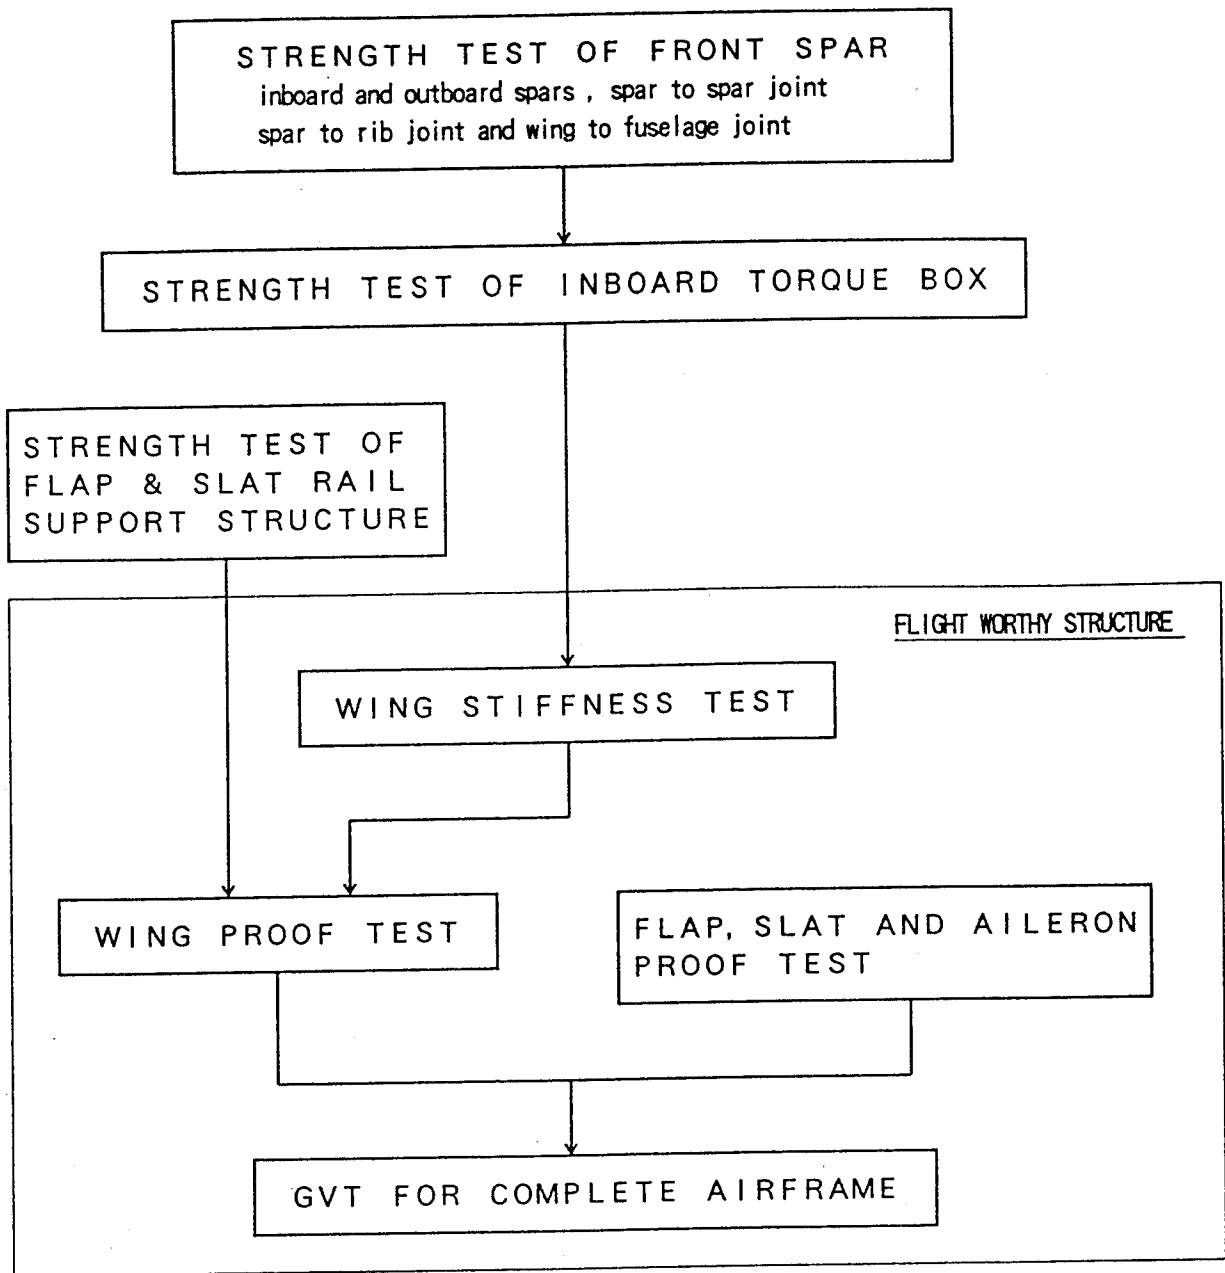 STRENGTH TEST OF FRONT SPAR
inboard and outboard spars , spar to spar joint
spar to rib joint and wing to fuselage joint
STRENGTH TEST OF INBOARD TORQUE BOX
STRENGTH TEST OF
FLAP & SLAT RAIL
SUPPORT STRUCTURE
FLIGHT WORTHY STRUCTURE
WING STIFFNESS TEST
WING PROOF TEST
FLAP, SLAT AND AILERON
PROOF TEST
GVT FOR COMPLETE AIRFRAME